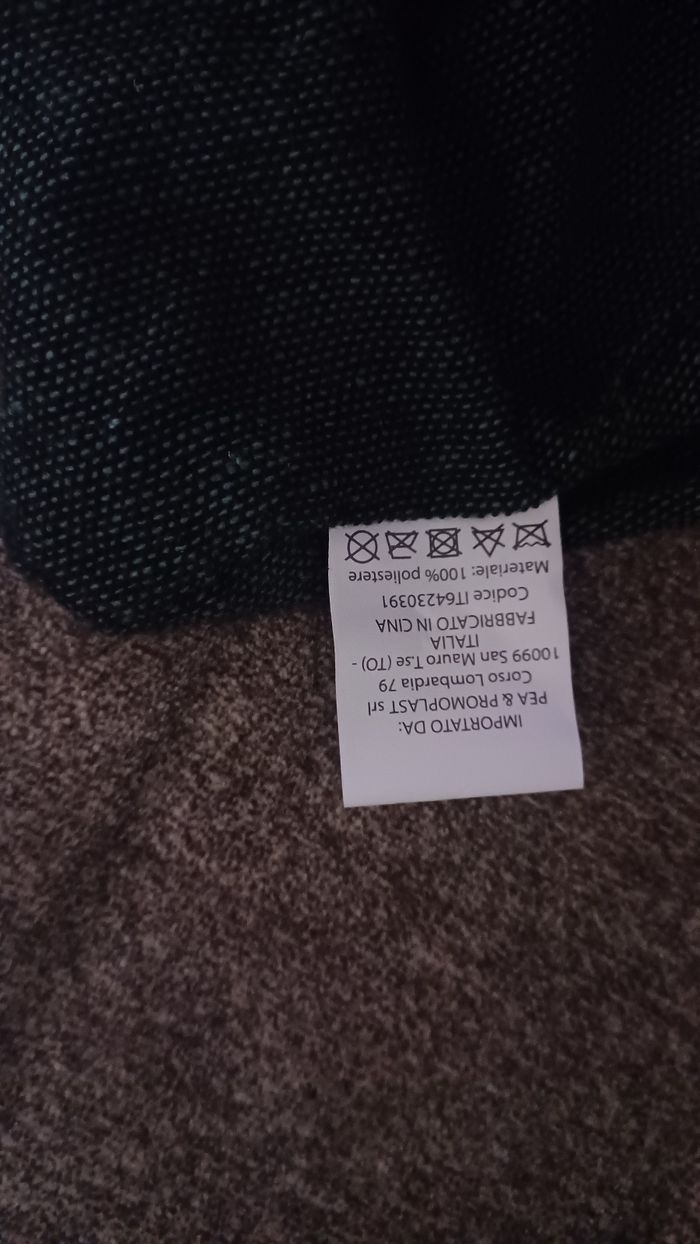 IMPORTATO DA:
PEA & PROMOPLAST srl
Corso Lombardia 79
10099 San Mauro T.se (TO) -
ITALIA
FABBRICATO IN CINA
Codice IT64230391
Materiale: 100% poliestere